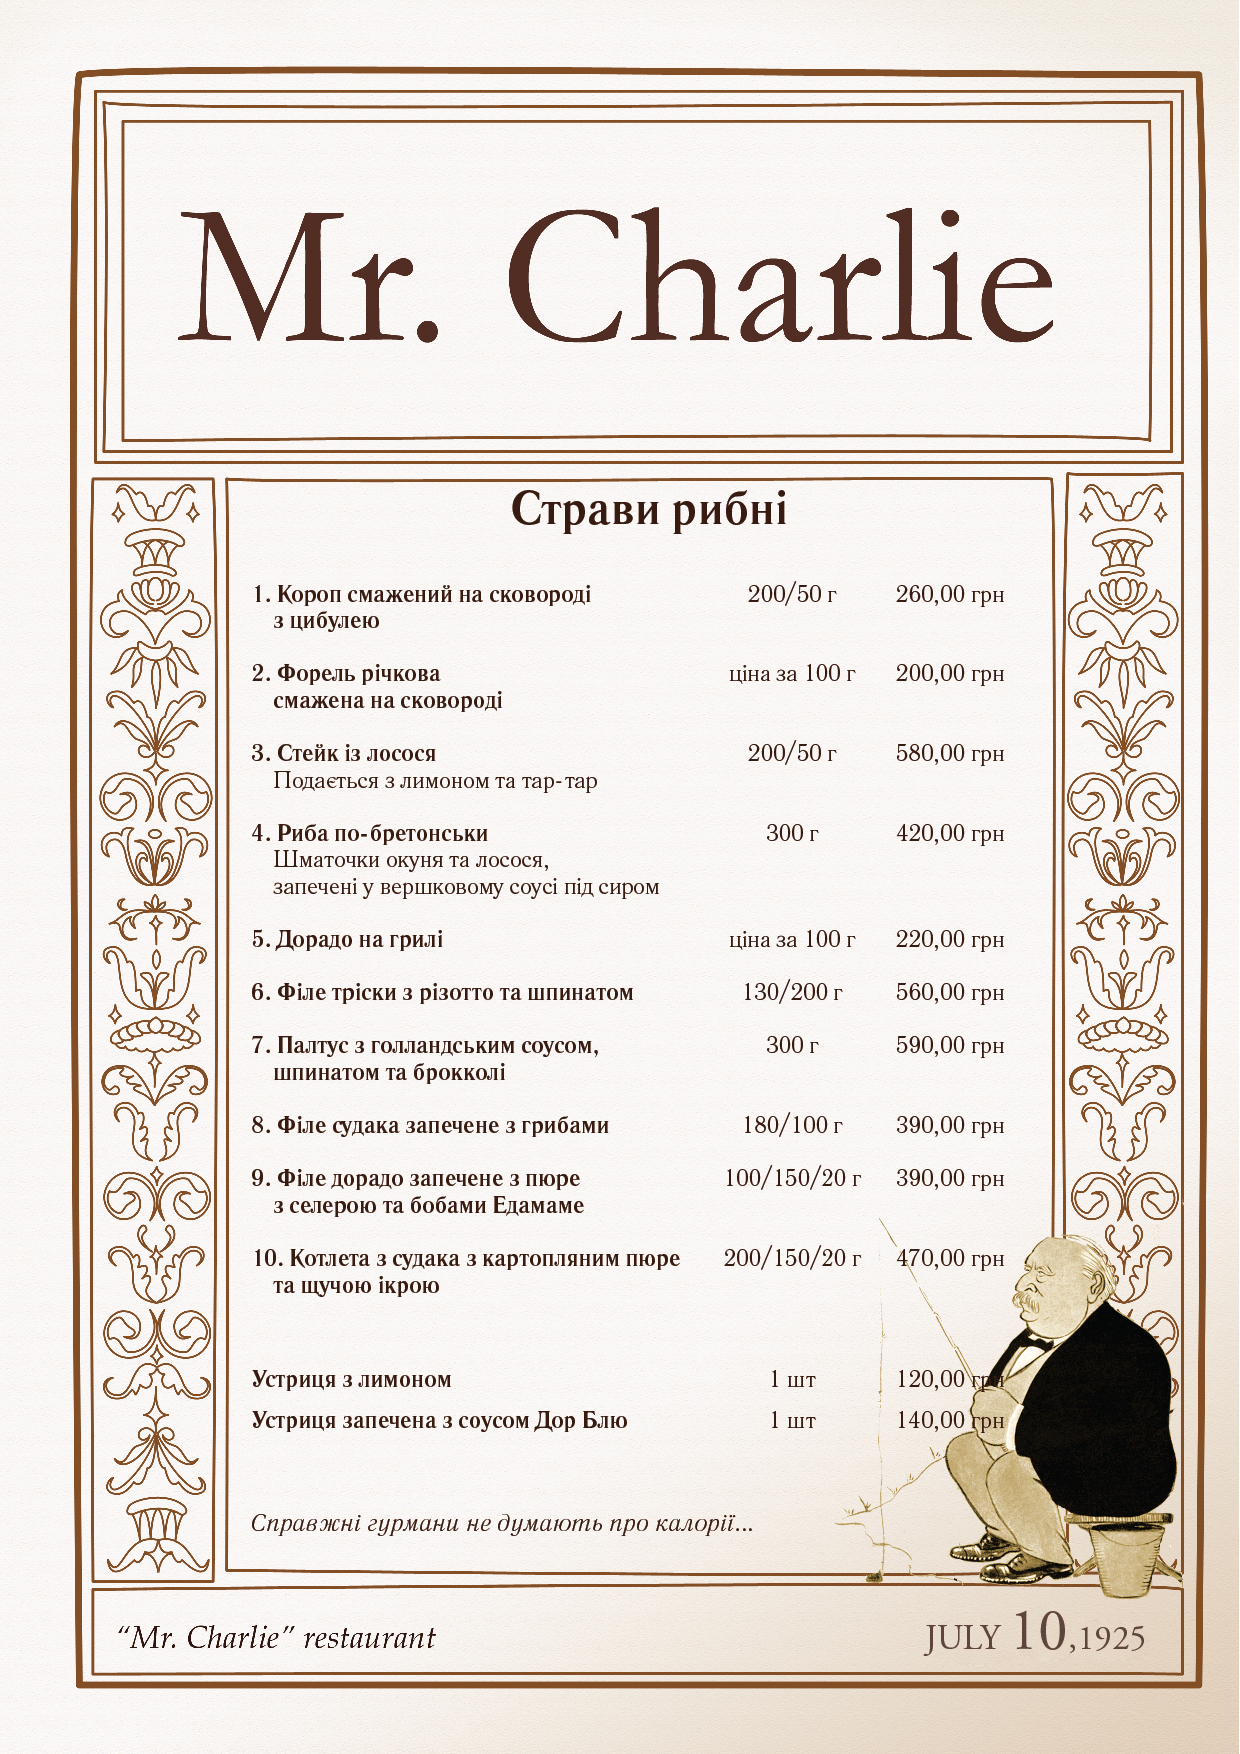 Mr. Charlie
Страви рибні
1. Короп смажений на сковороді 200/50 г 260,00 грн
з цибулею
2. Форель річкова ціна за 100 г 200,00 грн
смажена на сковороді
3. Стейк із лосося 200/50 г 580,00 грн
Подається з лимоном та тар-тар
4. Риба по-бретонськи 300 г 420,00 грн
Шматочки окуня та лосося,
запечені у вершковому соусі під сиром
5. Дорадо на грилі ціна за 100 г 220,00 грн
6. Філе тріски з різотто та шпинатом 130/200 г 560,00 грн
7. Палтус з голландським соусом, 300 г 590,00 грн
шпинатом та брокколі
8. Філе судака запечене з грибами 180/100 г 390,00 грн
9. Філе дорадо запечене з пюре 100/150/20 г 390,00 грн
з селерою та бобами Едамаме
10. Котлета з судака з картопляним пюре 200/150/20 г 470,00 грн
та щучою ікрою
Устриця з лимоном 1 шт 120,00 грн
Устриця запечена з соусом Дор Блю 1 шт 140,00 грн
Справжні гурмани не думають про калорії...
“Mr. Charlie” restaurant JULY 10,1925